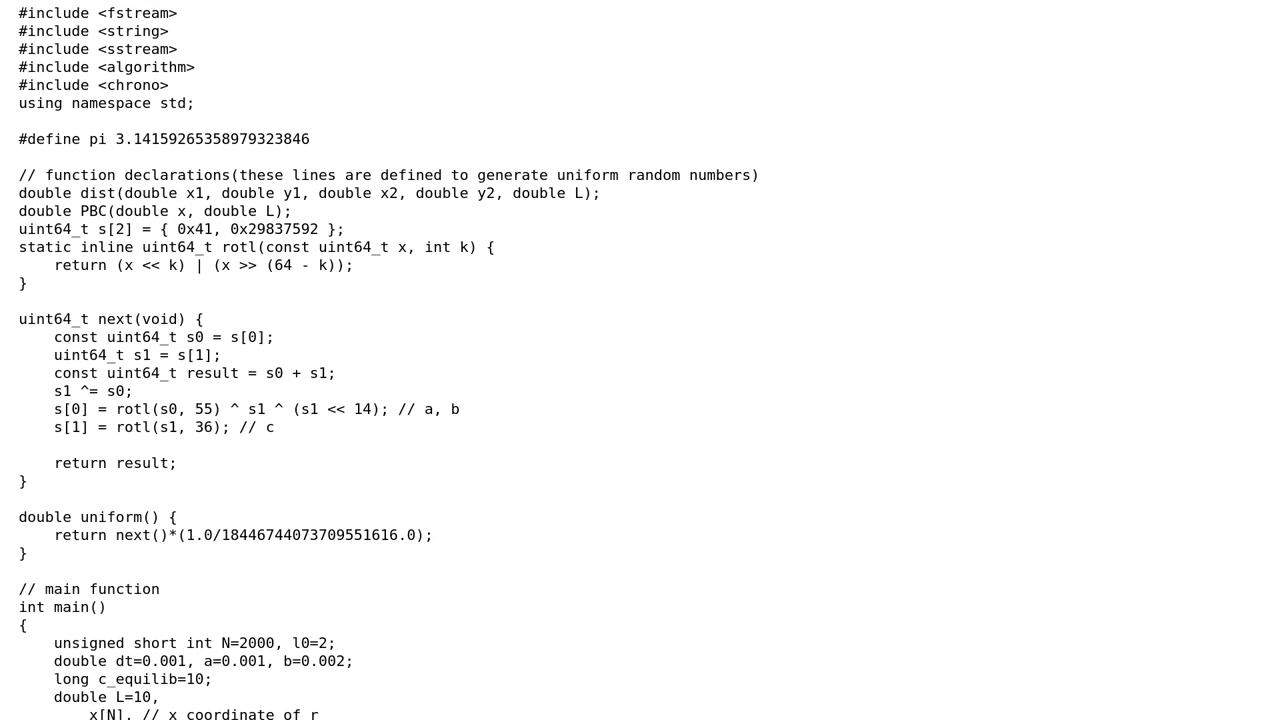 #include <fstream>
#include <string>
#include <sstream>
#include <algorithm>
#include <chrono>
using namespace std;

#define pi 3.14159265358979323846

// function declarations(these lines are defined to generate uniform random numbers)
double dist(double x1, double y1, double x2, double y2, double L);
double PBC(double x, double L);
uint64_t s[2] = { 0x41, 0x29837592 };
static inline uint64_t rotl(const uint64_t x, int k) {
    return (x << k) | (x >> (64 - k));
}

uint64_t next(void) {
    const uint64_t s0 = s[0];
    uint64_t s1 = s[1];
    const uint64_t result = s0 + s1;
    s1 ^= s0;
    s[0] = rotl(s0, 55) ^ s1 ^ (s1 << 14); // a, b
    s[1] = rotl(s1, 36); // c

    return result;
}

double uniform() {
    return next()*(1.0/18446744073709551616.0);
}

// main function
int main()
{
    unsigned short int N=2000, l0=2;
    double dt=0.001, a=0.001, b=0.002;
    long c_equilib=10;
    double L=10,
        x[N], // x coordinate of r